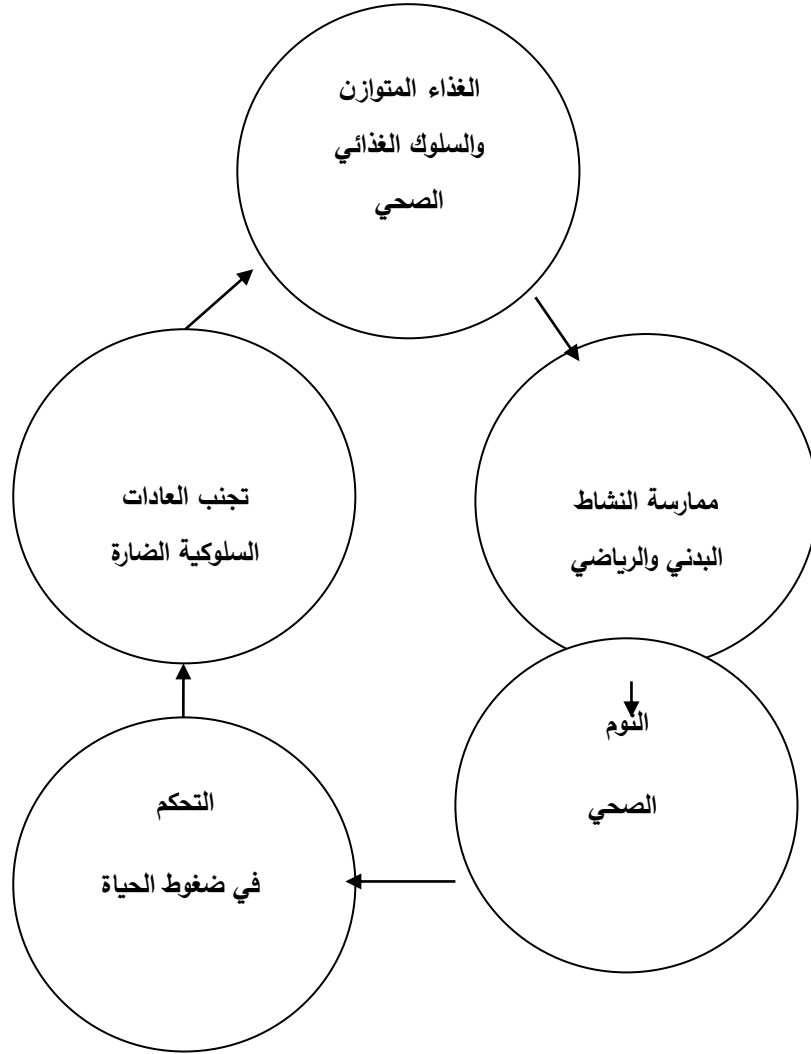 الغذاء المتوازن
والسلوك الغذائي
الصحي
ممارسة النشاط
البدني والرياضي
النوم
الصحي
التحكم
في ضغوط الحياة
تجنب العادات
السلوكية الضارة